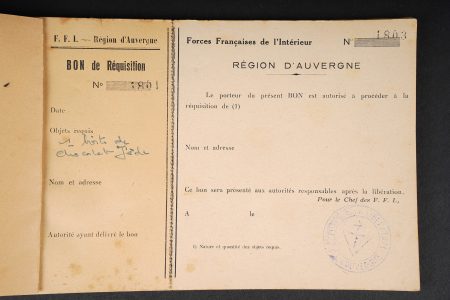 F. F. I. - Région d'Auvergne
BON de Réquisition
No 1801
Date
Objets requis
chocolat
Nom et adresse
Autorité ayant délivré le bon
Forces Françaises de l'Intérieur No 1803
RÉGION D'AUVERGNE
Le porteur du présent BON est autorisé à procéder à la
réquisition de (1)
Nom et adresse
Ce bon sera présenté aux autorités responsables après la libération.
Pour le Chef des F. F. I.,
A le
1) Nature et quantité des objets requis.